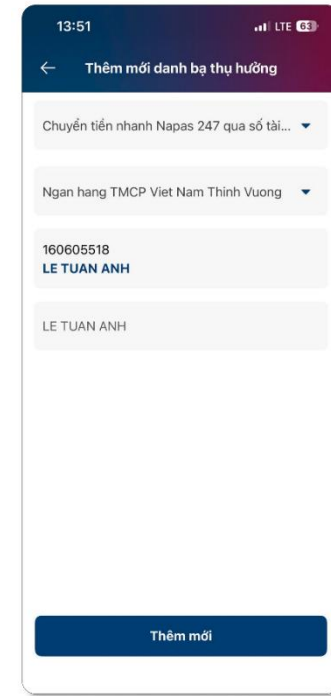 13:51 LTE 63
Thêm mới danh bạ thụ hưởng
Chuyển tiền nhanh Napas 247 qua số tài...
Ngan hang TMCP Viet Nam Thinh Vuong
160605518
LE TUAN ANH
LE TUAN ANH
Thêm mới